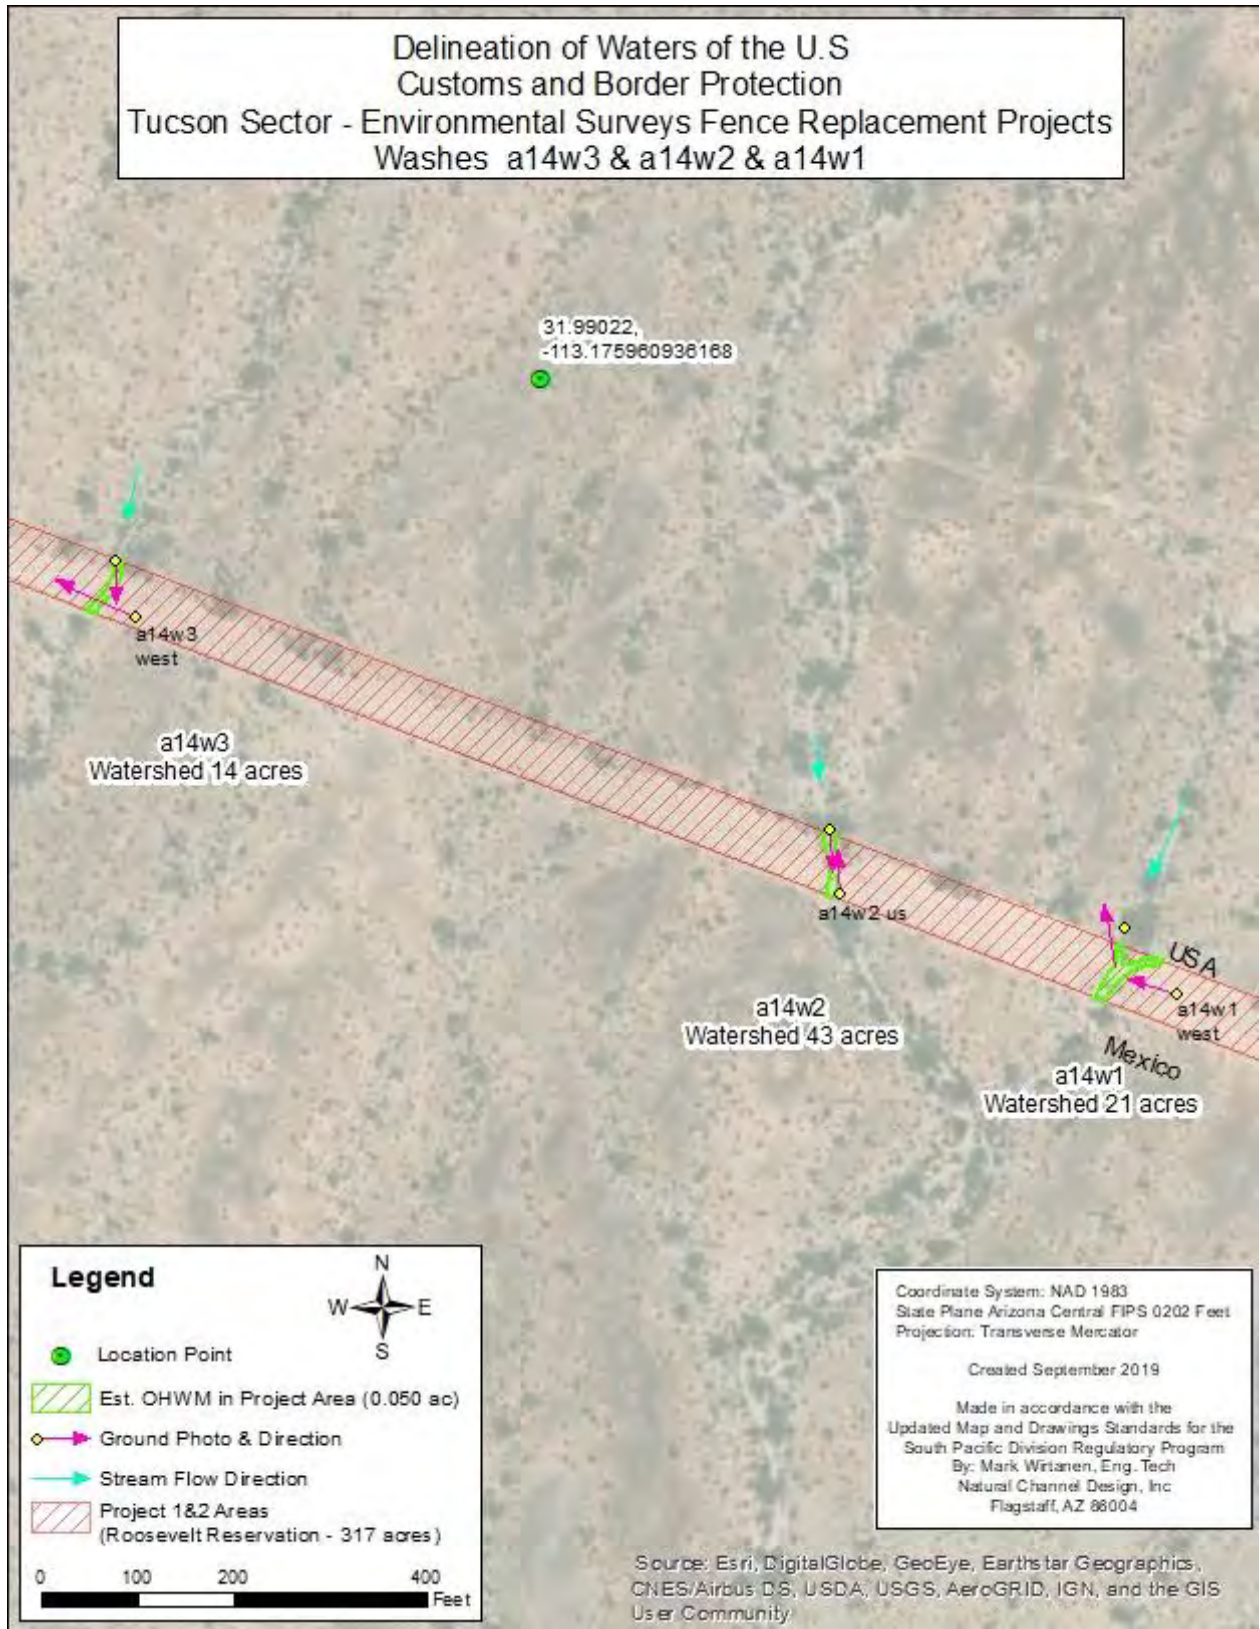 Delineation of Waters of the U.S
Customs and Border Protection
Tucson Sector - Environmental Surveys Fence Replacement Projects
Washes a14w3 & a14w2 & a14w1
31.99022,
-113.175960936168
a14w3
west
a14w3
Watershed 14 acres
a14w2 us
USA
a14w1
west
a14w2
Watershed 43 acres
Mexico
a14w1
Watershed 21 acres
Legend
N
W E
S
Location Point
Est. OHWM in Project Area (0.050 ac)
Ground Photo & Direction
Stream Flow Direction
Project 1&2 Areas
(Roosevelt Reservation - 317 acres)
0 100 200 400
Feet
Coordinate System: NAD 1983
State Plane Arizona Central FIPS 0202 Feet
Projection: Transverse Mercator
Created September 2019
Made in accordance with the
Updated Map and Drawings Standards for the
South Pacific Division Regulatory Program
By: Mark Wirtanen, Eng. Tech
Natural Channel Design, Inc
Flagstaff, AZ 86004
Source: Esri, DigitalGlobe, GeoEye, Earthstar Geographics,
CNES/Airbus DS, USDA, USGS, AeroGRID, IGN, and the GIS
User Community